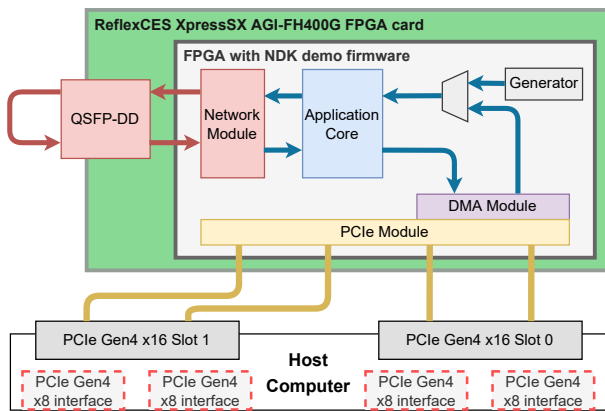 ReflexCES XpressSX AGI-FH400G FPGA card
FPGA with NDK demo firmware
QSFP-DD
Network
Module
Application
Core
Generator
DMA Module
PCIe Module
PCIe Gen4 x16 Slot 1
PCIe Gen4 x16 Slot 0
Host
Computer
PCIe Gen4
x8 interface
PCIe Gen4
x8 interface
PCIe Gen4
x8 interface
PCIe Gen4
x8 interface